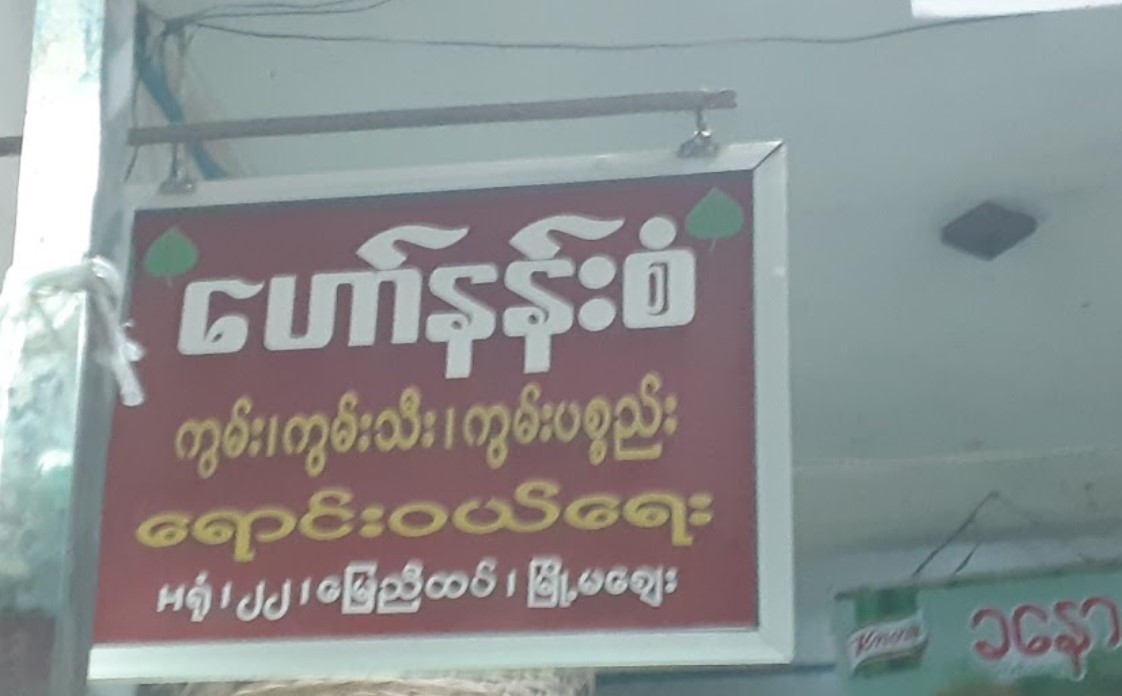 ဟော်နန်းစံ
ကွမ်း၊ကွမ်းသီး၊ကွမ်းပစ္စည်း
ရောင်းဝယ်ရေး
ရုံ၊၂၂၊မြေညီထပ်၊မြို့မဈေး
Knorr